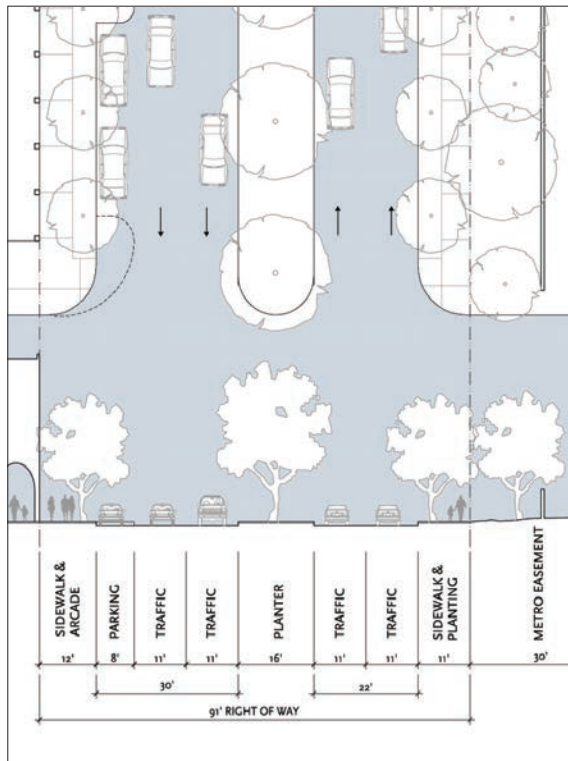 SIDEWALK &
ARCADE
PARKING
TRAFFIC
TRAFFIC
PLANTER
TRAFFIC
TRAFFIC
SIDEWALK &
PLANTING
METRO EASEMENT
12'
8'
11'
11'
16'
11'
11'
11'
30'
30'
22'
91' RIGHT OF WAY